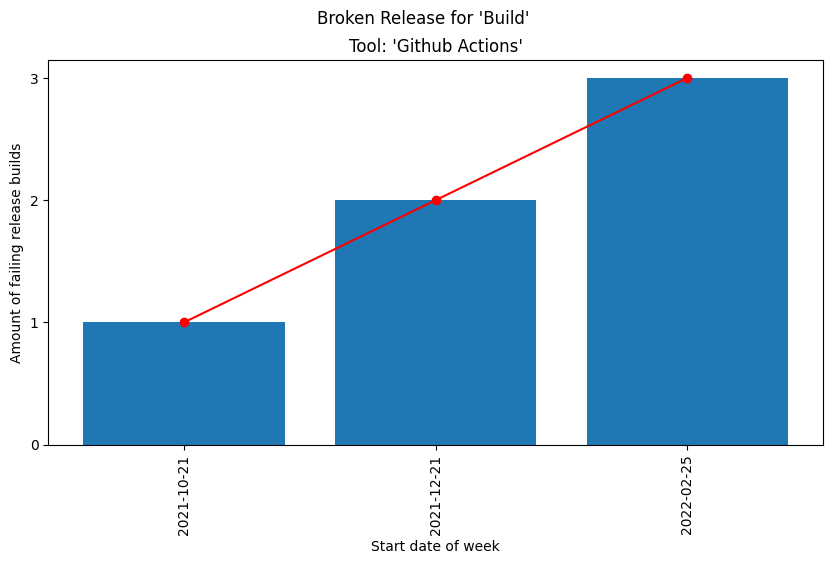 Broken Release for 'Build'
Tool: 'Github Actions'
Amount of failing release builds
3
2
1
0
2021-10-21
2021-12-21
2022-02-25
Start date of week